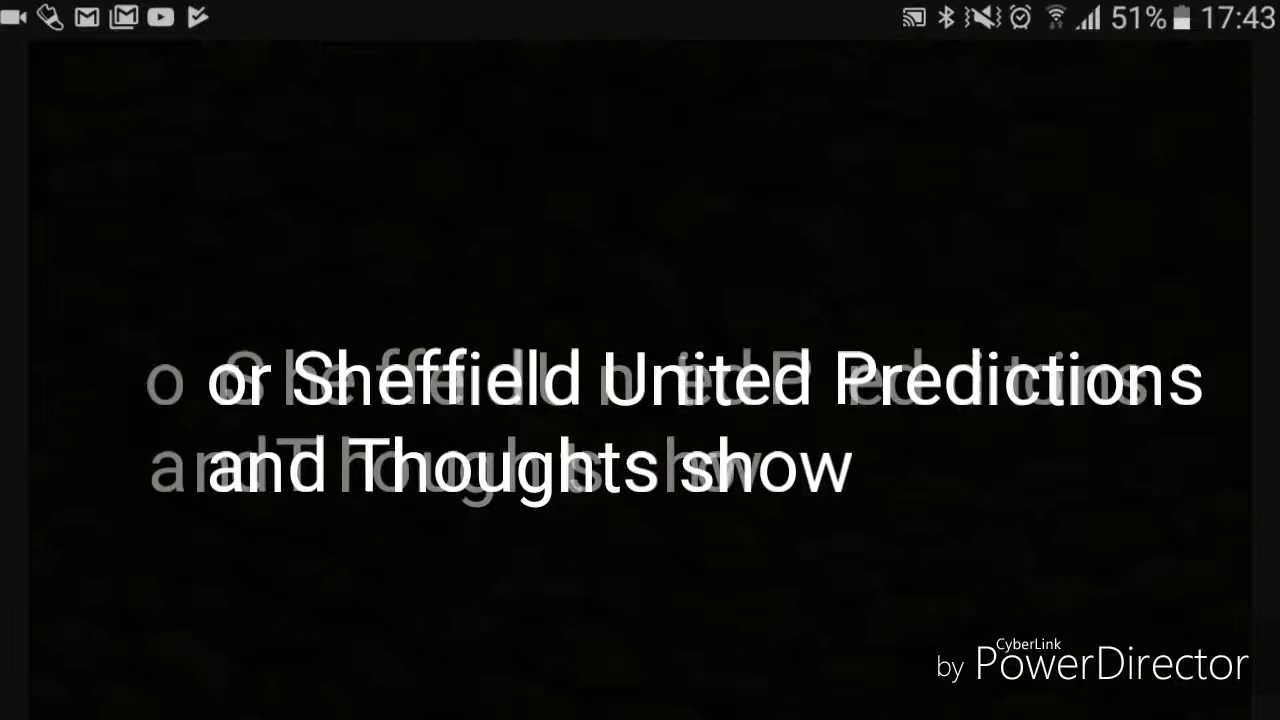 51% 17:43
or Sheffield United Predictions
and Thoughts show
CyberLink
by PowerDirector